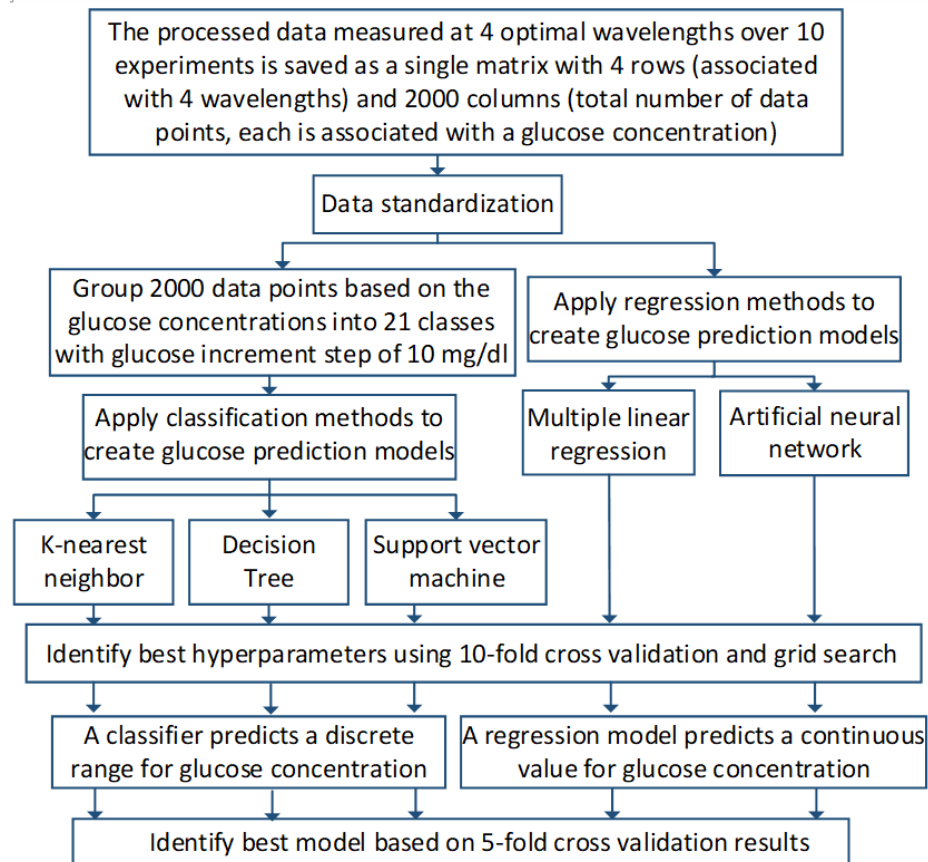 The processed data measured at 4 optimal wavelengths over 10
experiments is saved as a single matrix with 4 rows (associated
with 4 wavelengths) and 2000 columns (total number of data
points, each is associated with a glucose concentration)
Data standardization
Group 2000 data points based on the
glucose concentrations into 21 classes
with glucose increment step of 10 mg/dl
Apply regression methods to
create glucose prediction models
Apply classification methods to
create glucose prediction models
Multiple linear
regression
Artificial neural
network
K-nearest
neighbor
Decision
Tree
Support vector
machine
Identify best hyperparameters using 10-fold cross validation and grid search
A classifier predicts a discrete
range for glucose concentration
A regression model predicts a continuous
value for glucose concentration
Identify best model based on 5-fold cross validation results